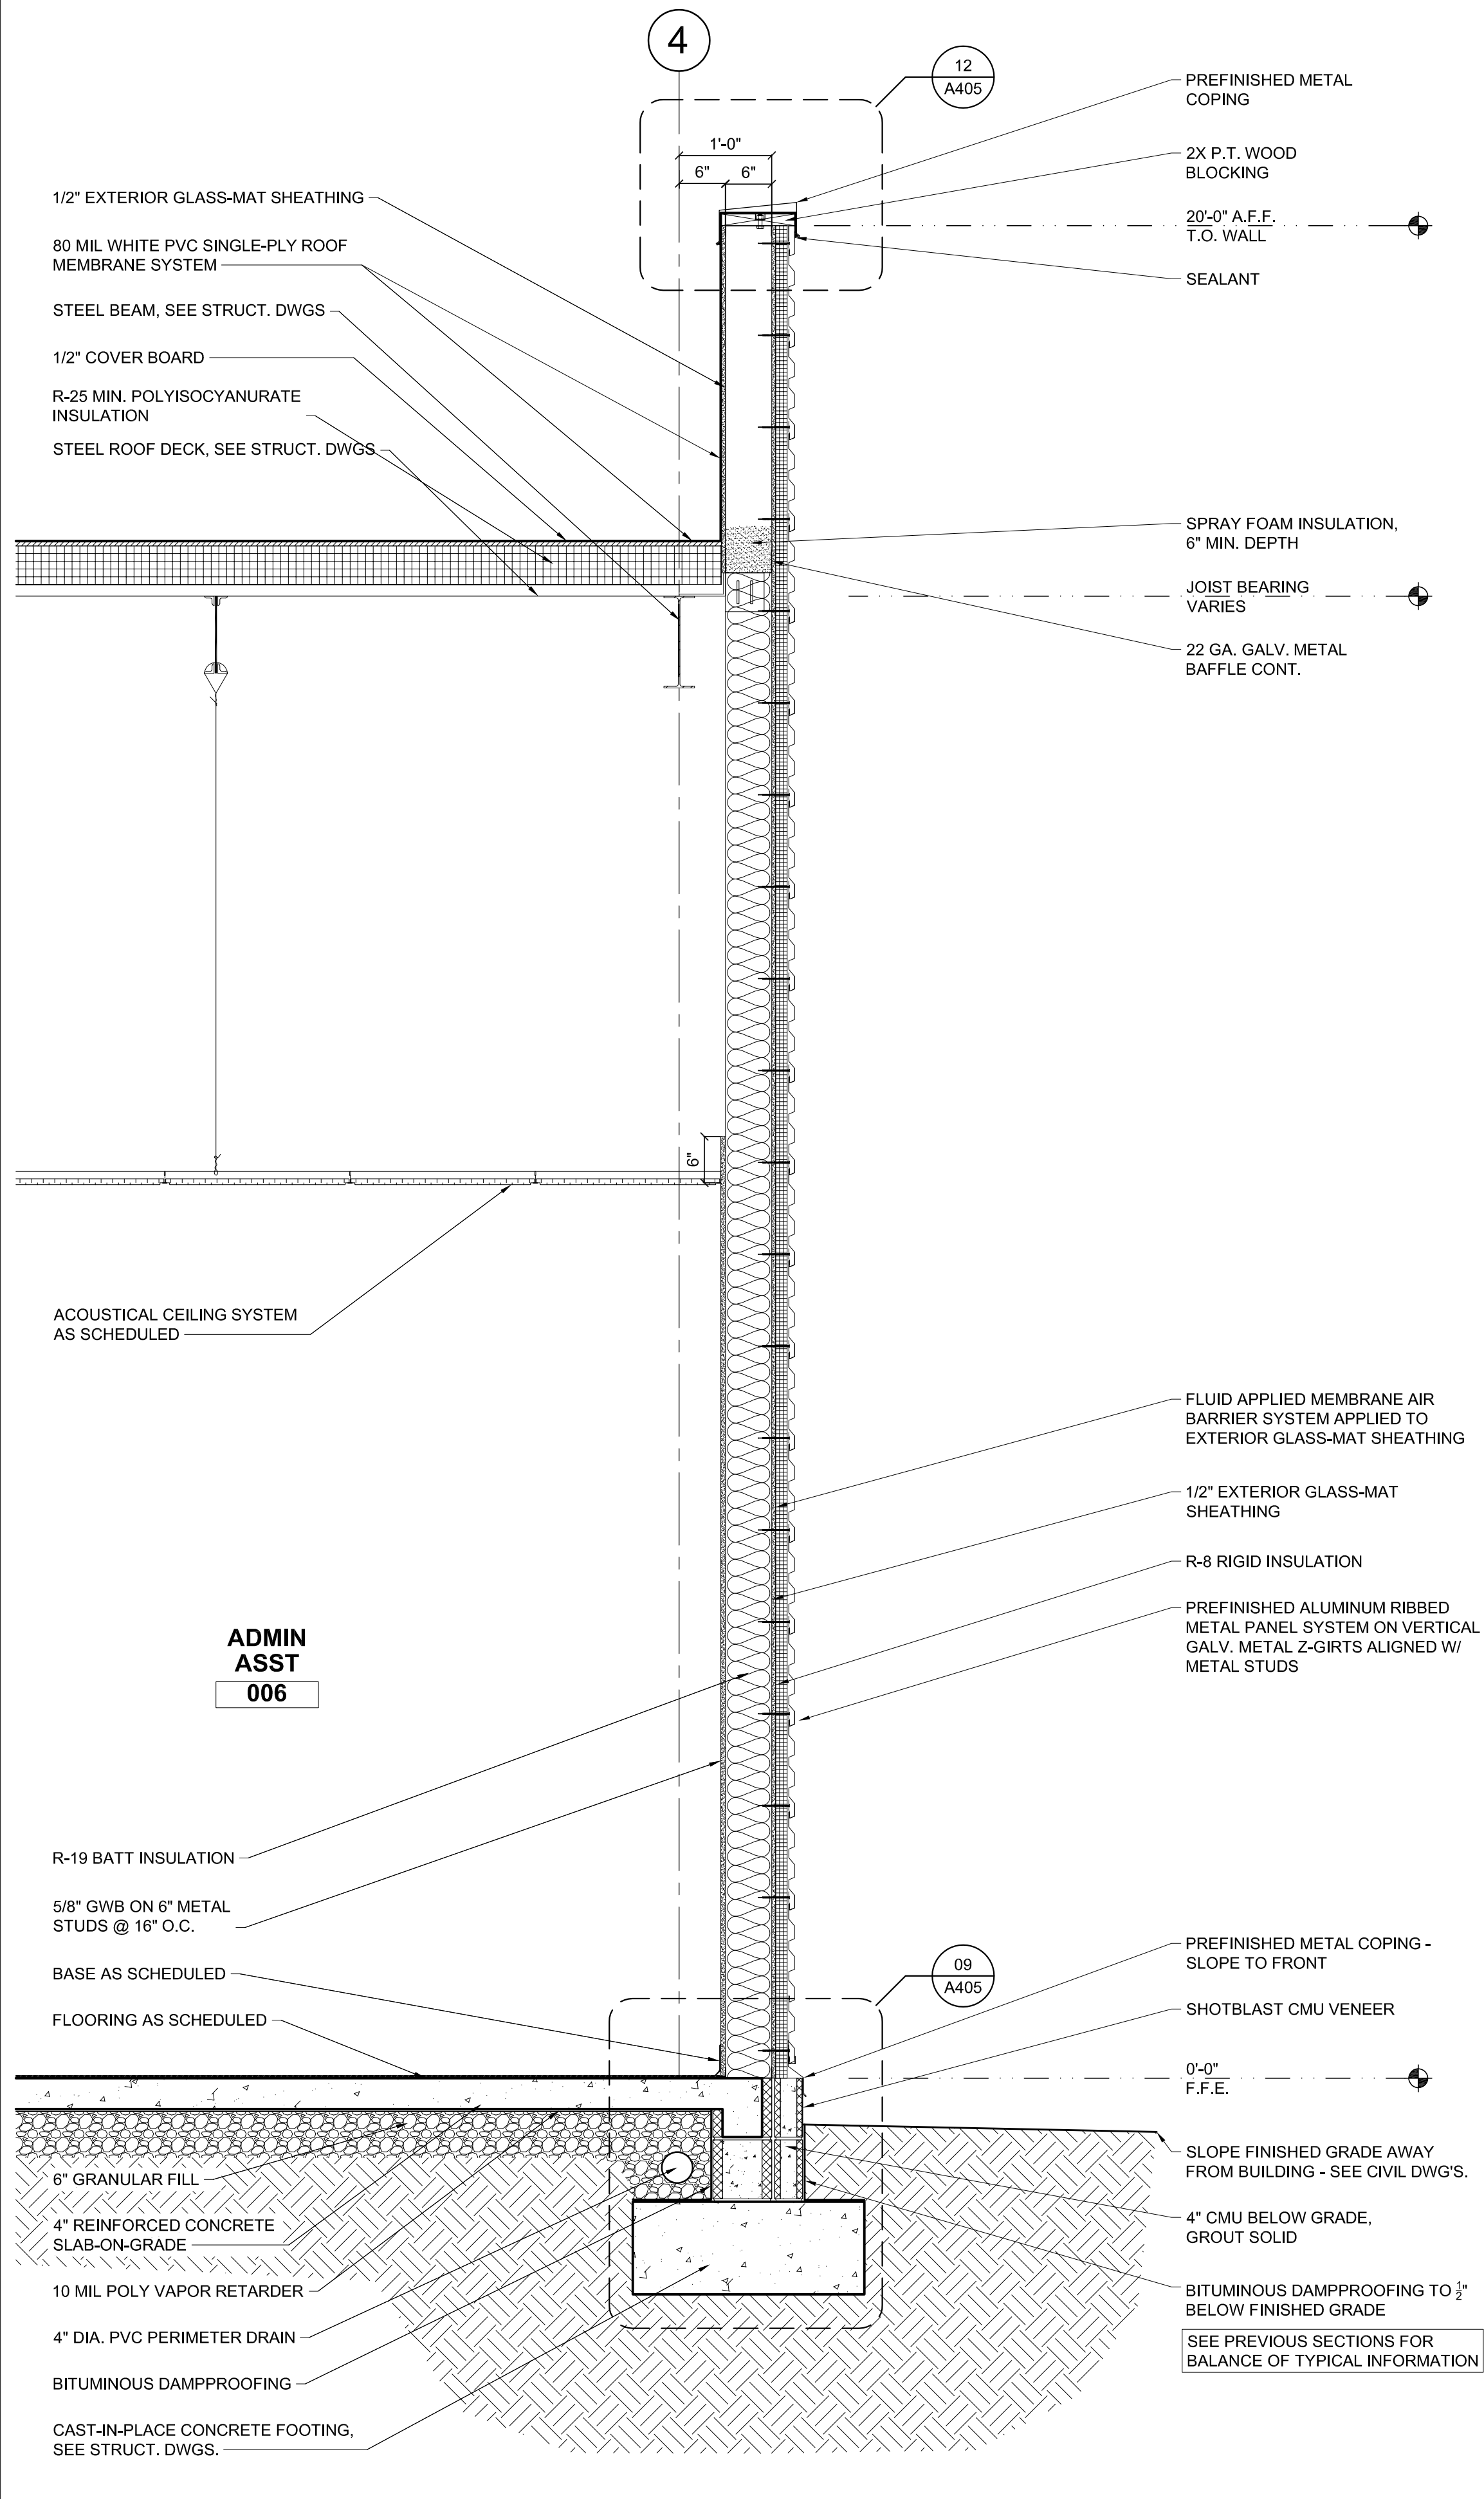 4
12
A405
1'-0"
6"
6"
1/2" EXTERIOR GLASS-MAT SHEATHING
80 MIL WHITE PVC SINGLE-PLY ROOF
MEMBRANE SYSTEM
STEEL BEAM, SEE STRUCT. DWGS
1/2" COVER BOARD
R-25 MIN. POLYISOCYANURATE
INSULATION
STEEL ROOF DECK, SEE STRUCT. DWGS
PREFINISHED METAL
COPING
2X P.T. WOOD
BLOCKING
20'-0" A.F.F.
T.O. WALL
SEALANT
SPRAY FOAM INSULATION,
6" MIN. DEPTH
JOIST BEARING
VARIES
22 GA. GALV. METAL
BAFFLE CONT.
6"
ACOUSTICAL CEILING SYSTEM
AS SCHEDULED
FLUID APPLIED MEMBRANE AIR
BARRIER SYSTEM APPLIED TO
EXTERIOR GLASS-MAT SHEATHING
1/2" EXTERIOR GLASS-MAT
SHEATHING
R-8 RIGID INSULATION
PREFINISHED ALUMINUM RIBBED
METAL PANEL SYSTEM ON VERTICAL
GALV. METAL Z-GIRTS ALIGNED W/
METAL STUDS
ADMIN
ASST
006
R-19 BATT INSULATION
5/8" GWB ON 6" METAL
STUDS @ 16" O.C.
BASE AS SCHEDULED
FLOORING AS SCHEDULED
09
A405
PREFINISHED METAL COPING -
SLOPE TO FRONT
SHOTBLAST CMU VENEER
0'-0"
F.F.E.
6" GRANULAR FILL
4" REINFORCED CONCRETE
SLAB-ON-GRADE
10 MIL POLY VAPOR RETARDER
4" DIA. PVC PERIMETER DRAIN
BITUMINOUS DAMPPROOFING
CAST-IN-PLACE CONCRETE FOOTING,
SEE STRUCT. DWGS.
SLOPE FINISHED GRADE AWAY
FROM BUILDING - SEE CIVIL DWG'S.
4" CMU BELOW GRADE,
GROUT SOLID
BITUMINOUS DAMPPROOFING TO ½"
BELOW FINISHED GRADE
SEE PREVIOUS SECTIONS FOR
BALANCE OF TYPICAL INFORMATION